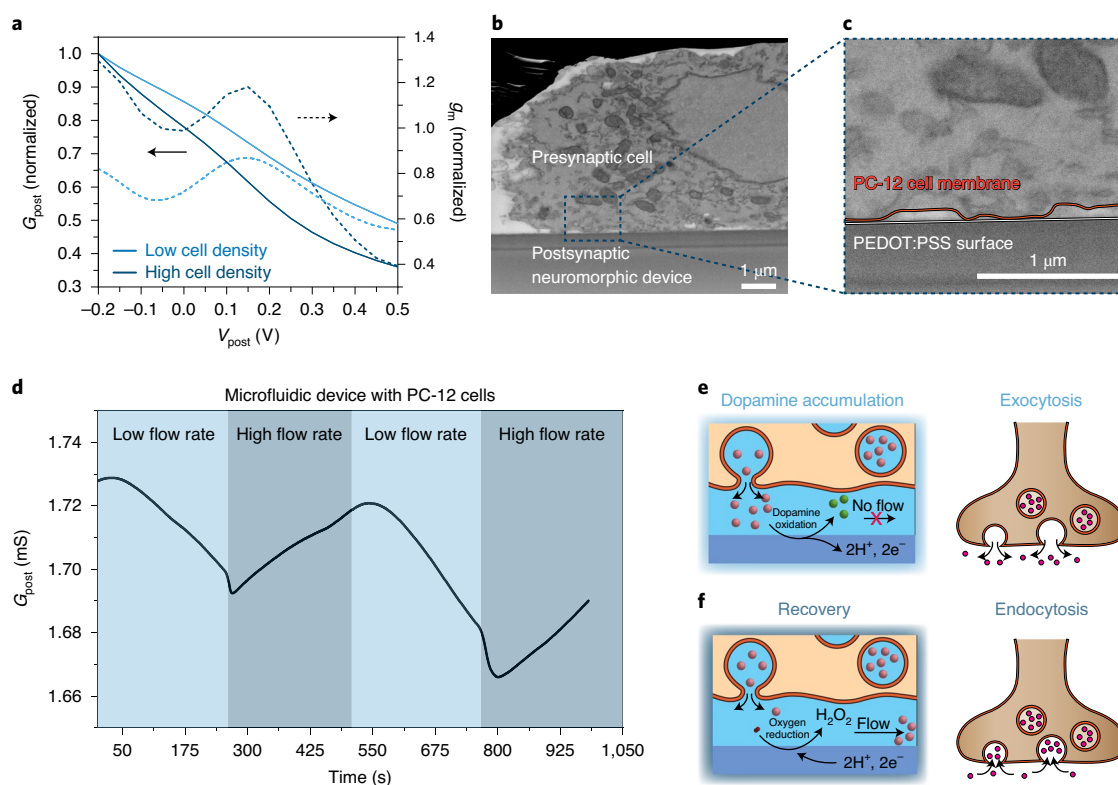 a
1.0
0.9
0.8
0.7
0.6
0.5
0.4
0.3
G_post (normalized)
1.4
1.2
1.0
0.8
0.6
0.4
g_m (normalized)
Low cell density
High cell density
−0.2 −0.1 0.0 0.1 0.2 0.3 0.4 0.5
V_post (V)
b
Presynaptic cell
Postsynaptic
neuromorphic device
1 μm
c
PC-12 cell membrane
PEDOT:PSS surface
1 μm
d
Microfluidic device with PC-12 cells
Low flow rate High flow rate Low flow rate High flow rate
1.74
1.72
1.70
1.68
1.66
G_post (mS)
50 175 300 425 550 675 800 925 1,050
Time (s)
e
Dopamine accumulation
Dopamine
oxidation
No flow
X
2H⁺, 2e⁻
Exocytosis
f
Recovery
Oxygen
reduction
H₂O₂
Flow
2H⁺, 2e⁻
Endocytosis